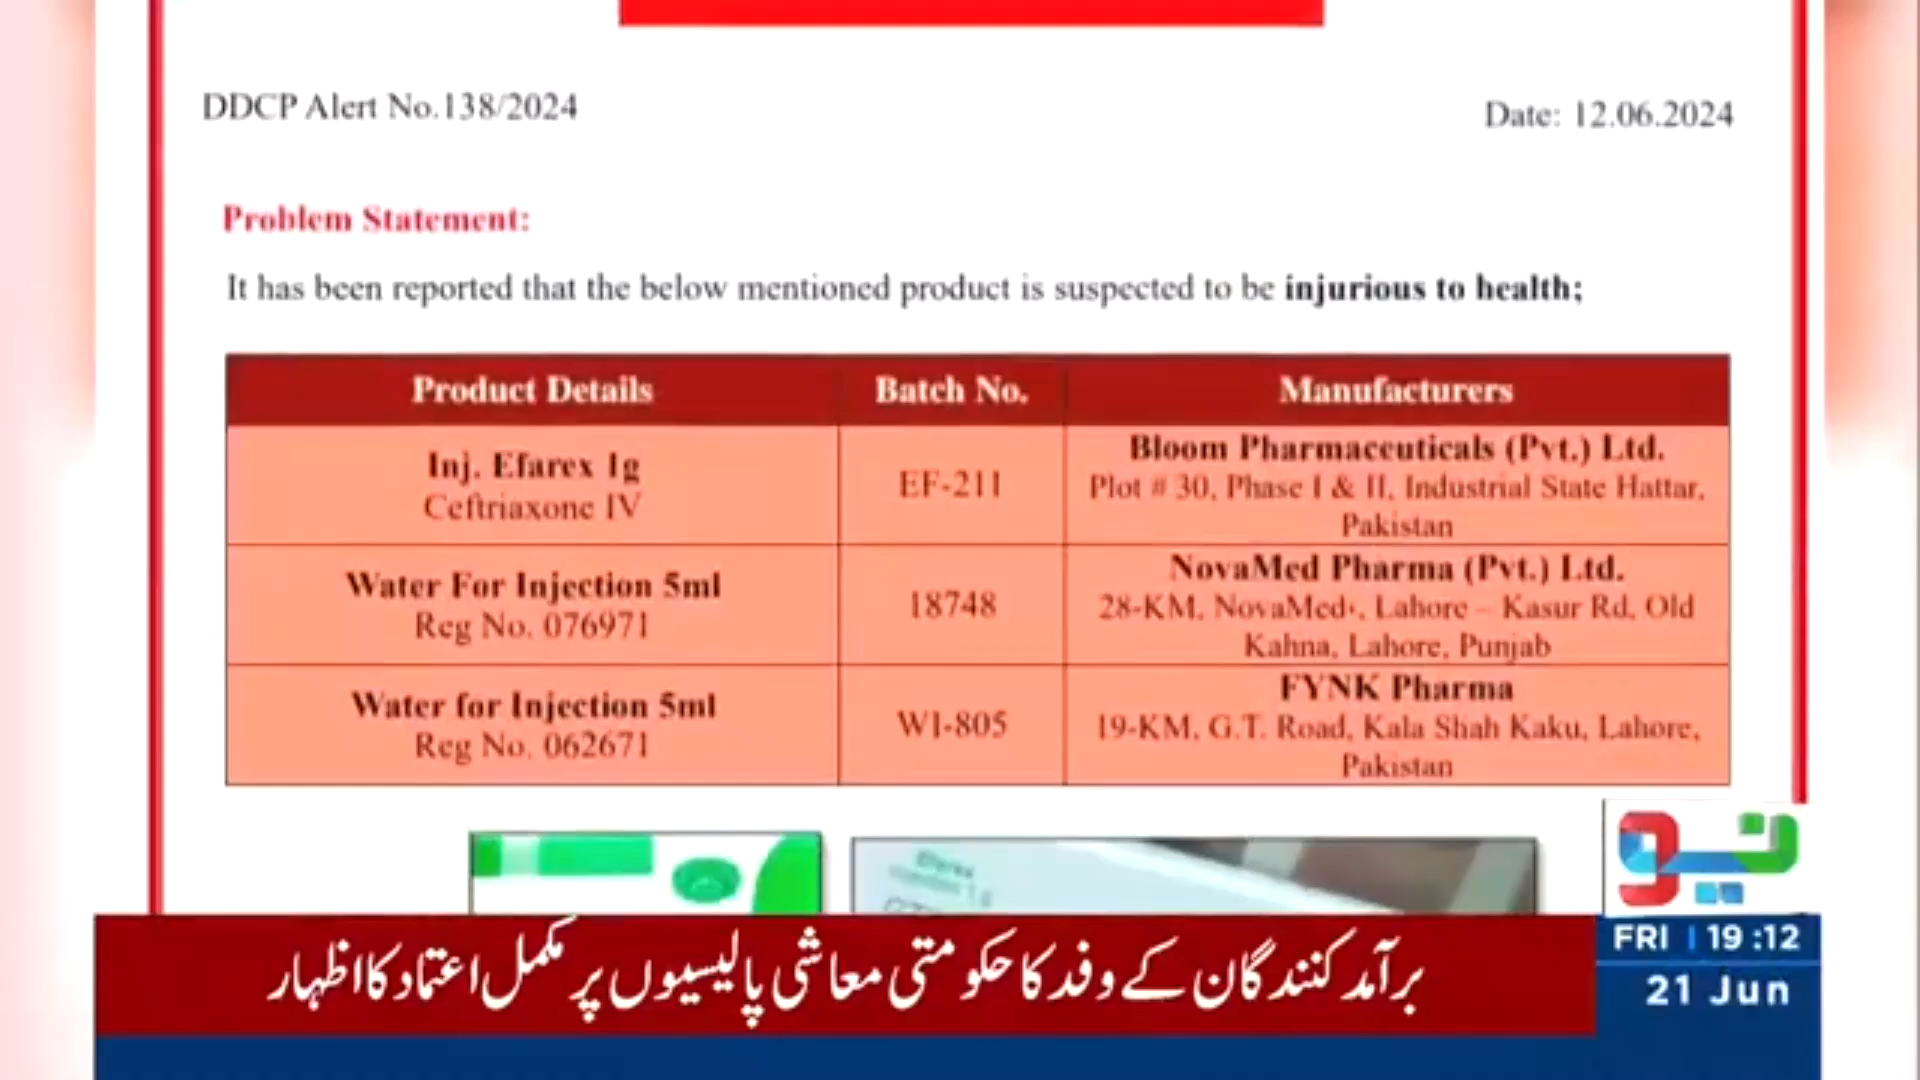 DDCP Alert No.138/2024
Date: 12.06.2024
Problem Statement:
It has been reported that the below mentioned product is suspected to be injurious to health;
Product Details
Batch No.
Manufacturers
Inj. Efarex 1g
Ceftriaxone IV
EF-211
Bloom Pharmaceuticals (Pvt.) Ltd.
Plot # 30, Phase I & II, Industrial State Hattar,
Pakistan
Water For Injection 5ml
Reg No. 076971
18748
NovaMed Pharma (Pvt.) Ltd.
28-KM, NovaMed, Lahore – Kasur Rd, Old
Kahna, Lahore, Punjab
Water for Injection 5ml
Reg No. 062671
WI-805
FYNK Pharma
19-KM, G.T. Road, Kala Shah Kaku, Lahore,
Pakistan
Efarex
نیو
برآمد کنندگان کے وفد کا حکومتی معاشی پالیسیوں پر مکمل اعتماد کا اظہار
FRI 19:12
21 Jun